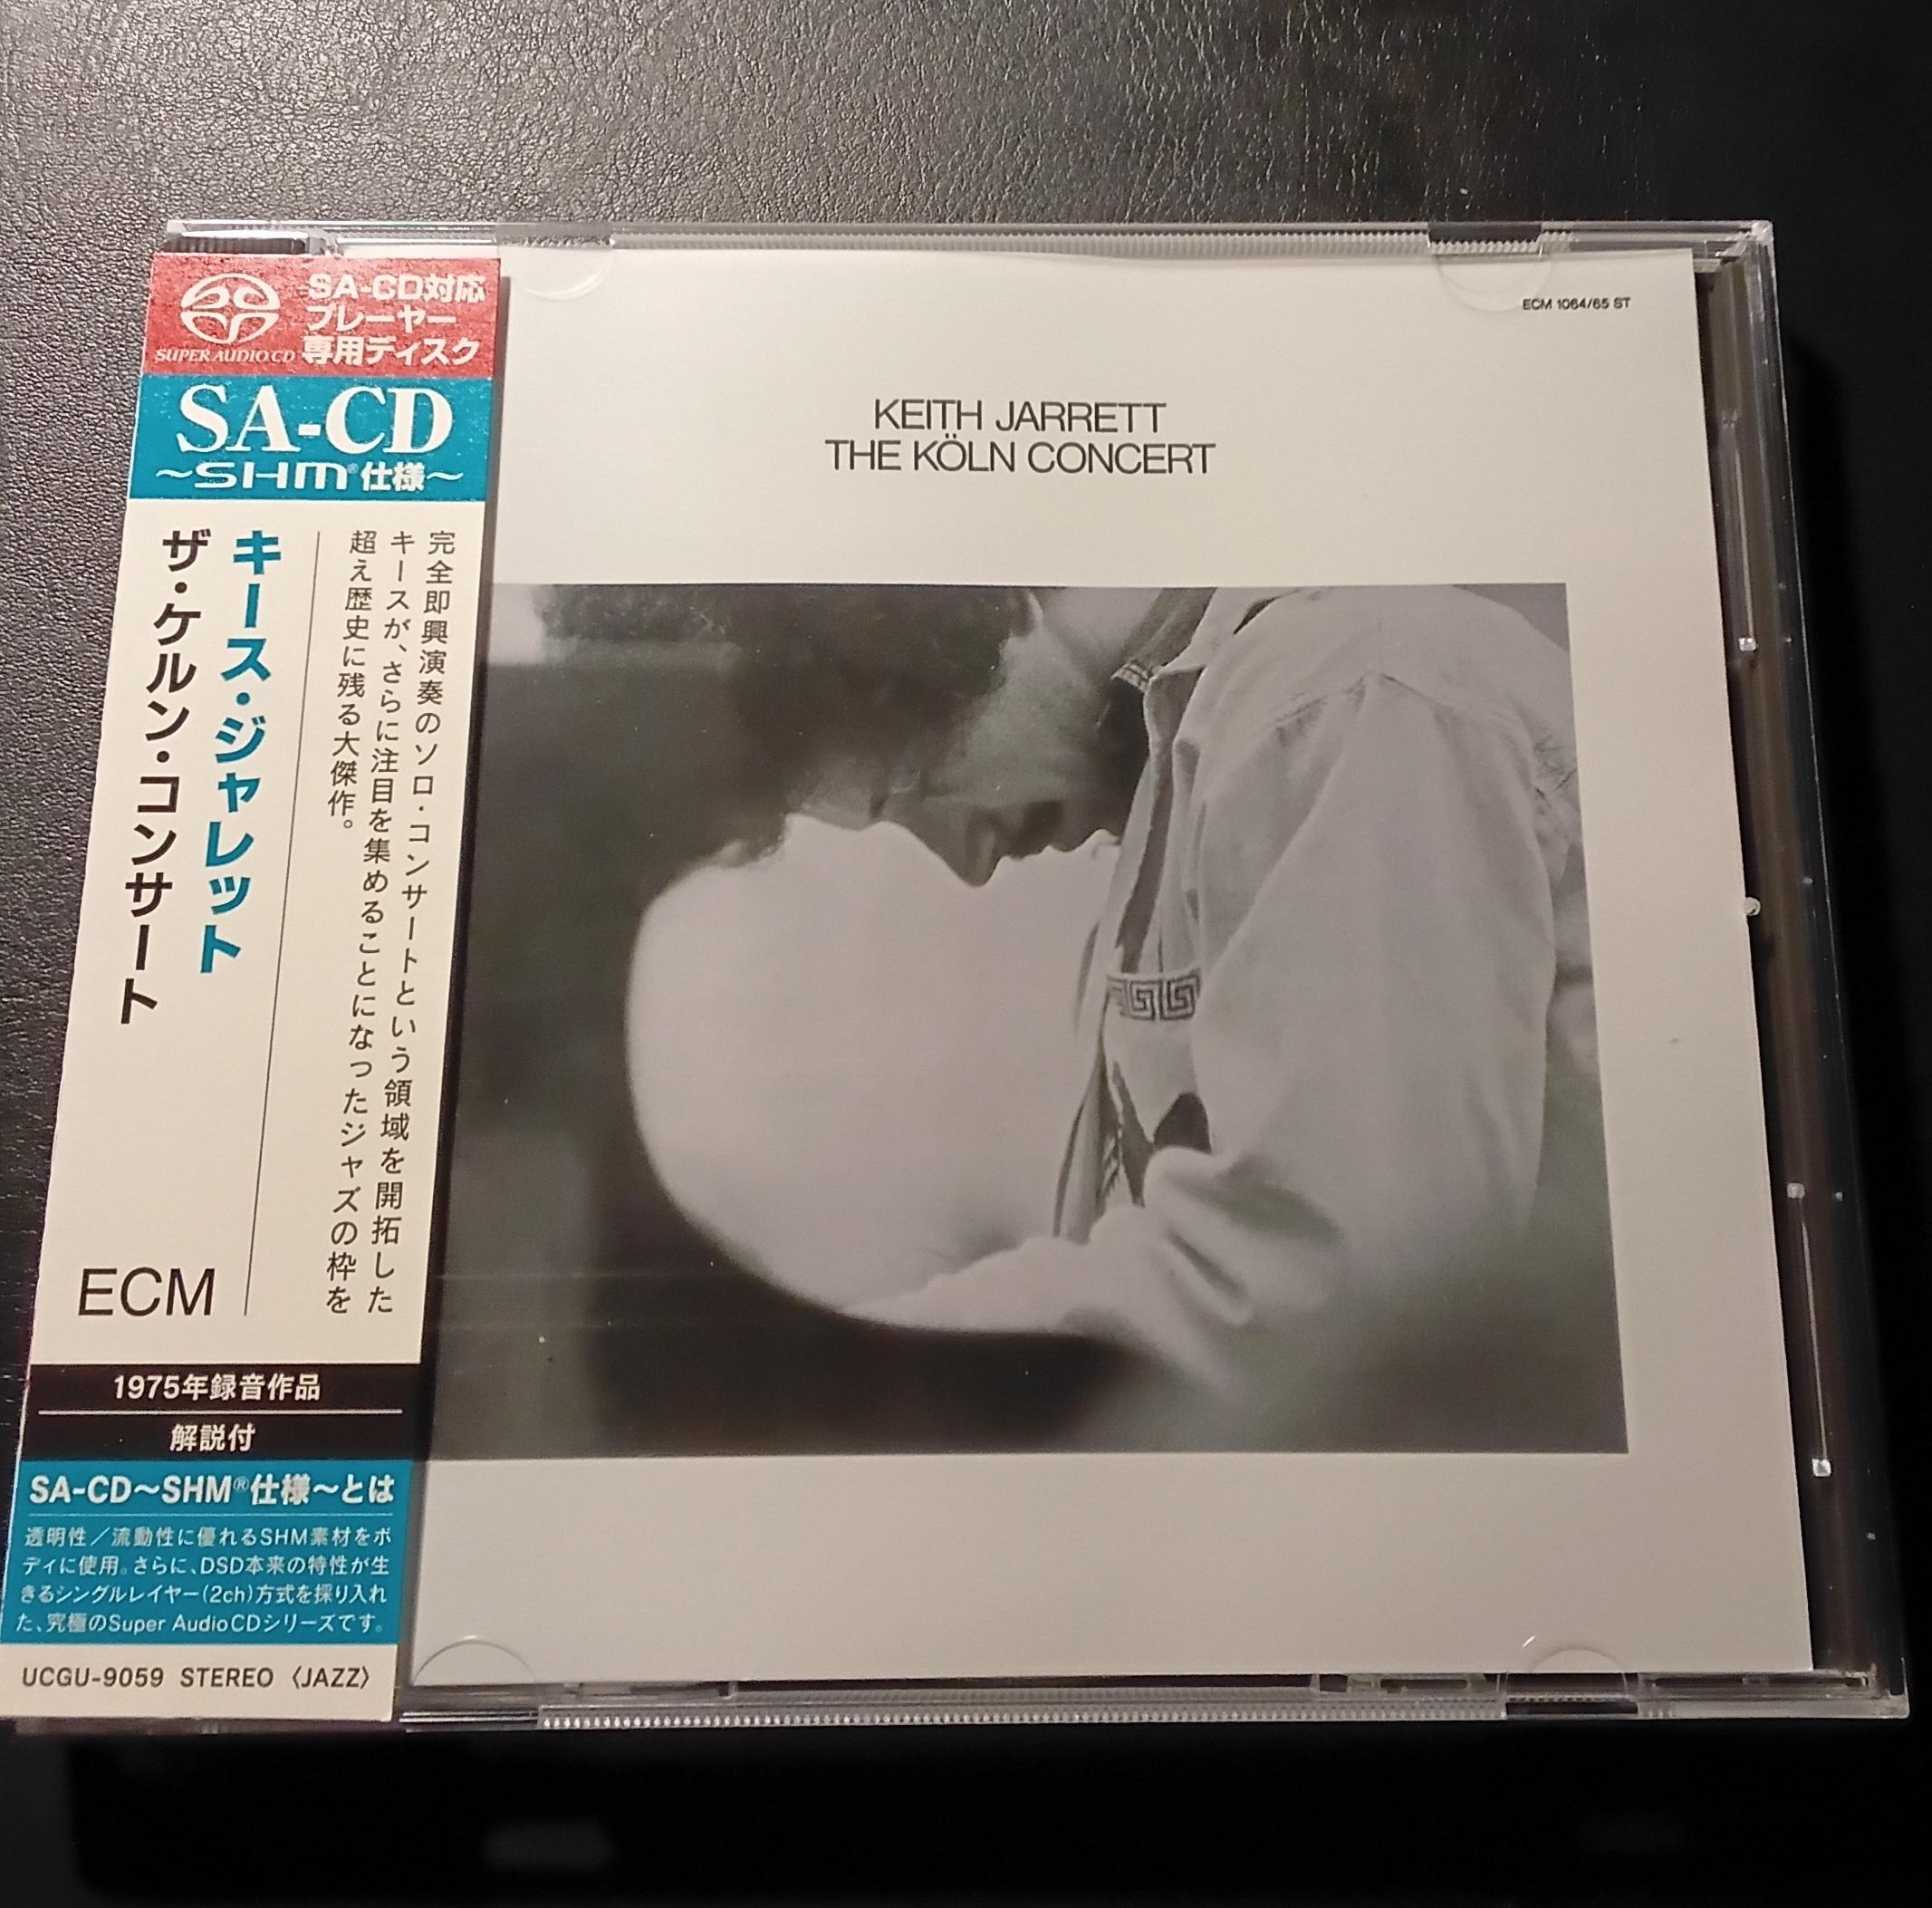 SUPER AUDIO CD
SA-CD対応
プレーヤー
専用ディスク
SA-CD
~SHM®仕様~
完全即興演奏のソロ・コンサートという領域を開拓した
キースが、さらに注目を集めることになったジャズの枠を
超え歴史に残る大傑作。
キース・ジャレット
ザ・ケルン・コンサート
ECM
1975年録音作品
解説付
SA-CD~SHM®仕様~とは
透明性/流動性に優れるSHM素材をボ
ディに使用。さらに、DSD本来の特性が生
きるシングルレイヤー(2ch)方式を採り入れ
た、究極のSuper Audio CDシリーズです。
UCGU-9059 STEREO 〈JAZZ〉
ECM 1064/65 ST
KEITH JARRETT
THE KÖLN CONCERT